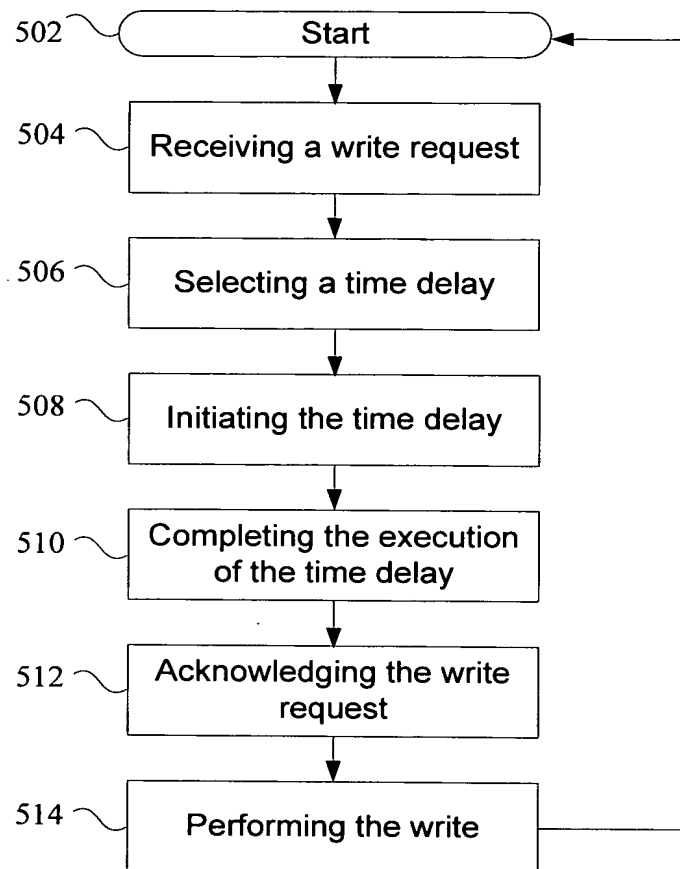 502
Start
504
Receiving a write request
506
Selecting a time delay
508
Initiating the time delay
510
Completing the execution
of the time delay
512
Acknowledging the write
request
514
Performing the write